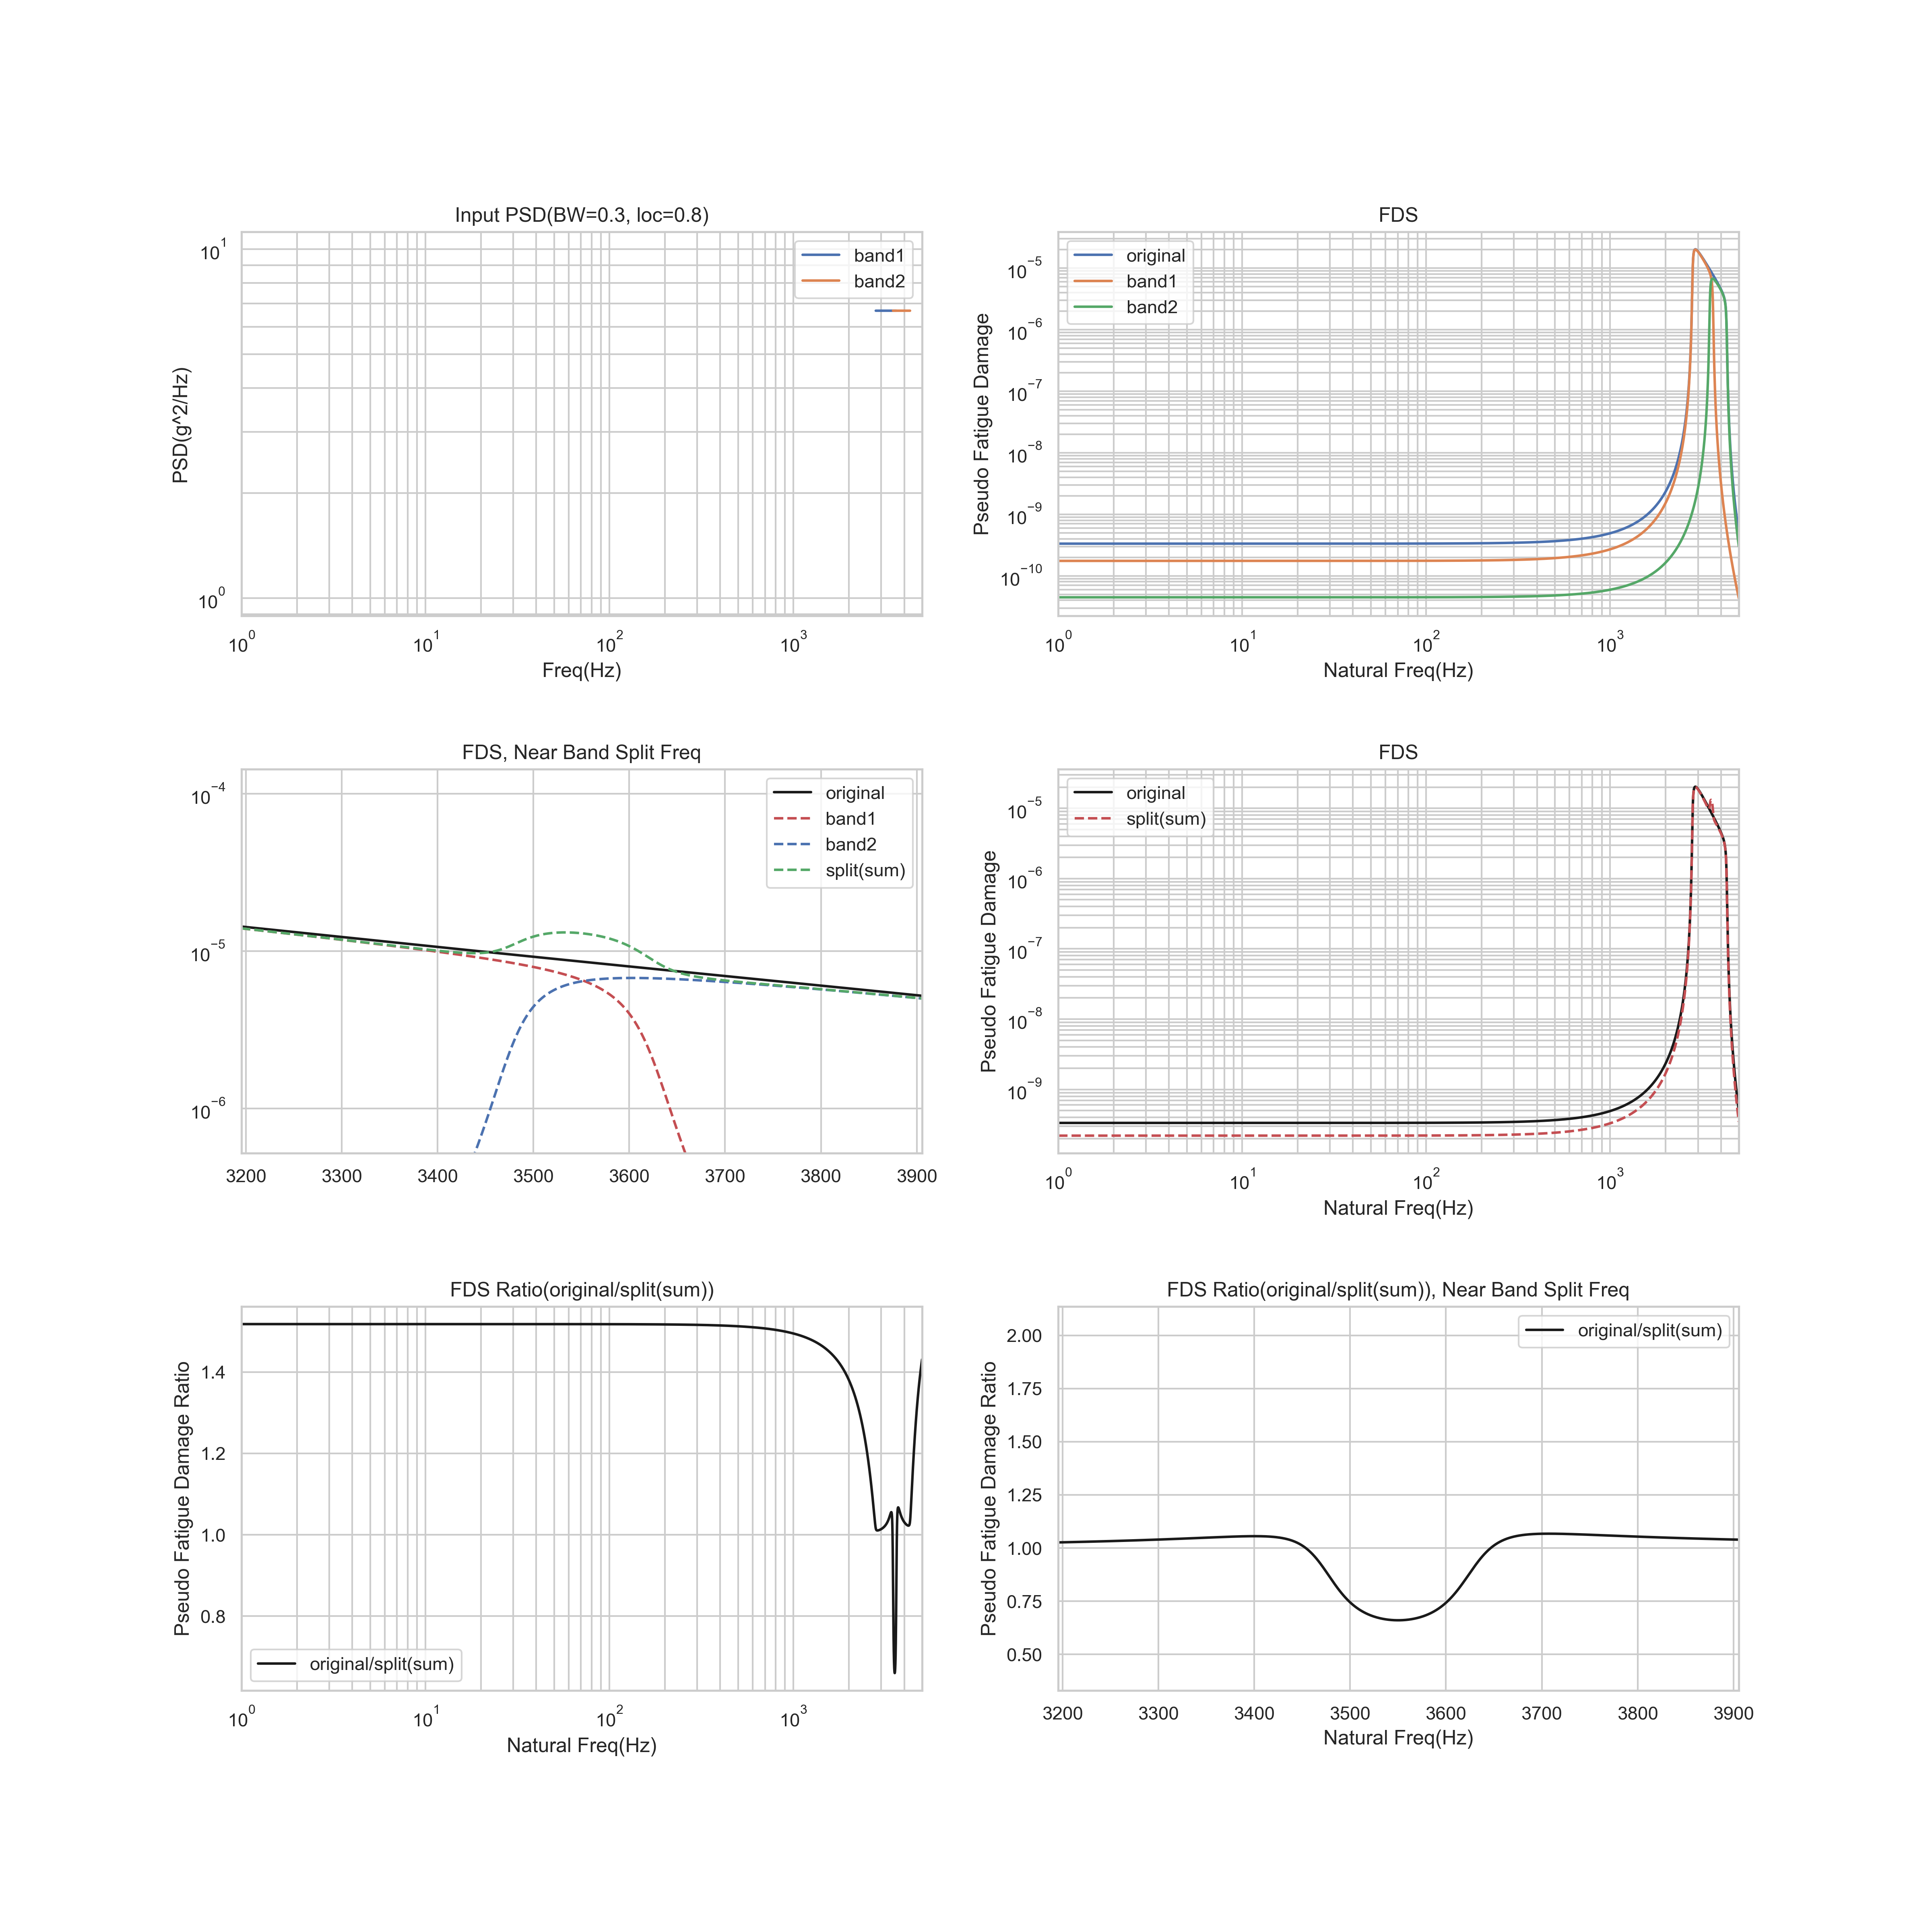 Input PSD(BW=0.3, loc=0.8)
band1
band2
10^1
10^0
PSD(g^2/Hz)
10^0 10^1 10^2 10^3
Freq(Hz)
FDS
original
band1
band2
10^-5
10^-6
10^-7
10^-8
10^-9
10^-10
Pseudo Fatigue Damage
10^0 10^1 10^2 10^3
Natural Freq(Hz)
FDS, Near Band Split Freq
original
band1
band2
split(sum)
10^-4
10^-5
10^-6
3200 3300 3400 3500 3600 3700 3800 3900
FDS
original
split(sum)
10^-5
10^-6
10^-7
10^-8
10^-9
Pseudo Fatigue Damage
10^0 10^1 10^2 10^3
Natural Freq(Hz)
FDS Ratio(original/split(sum))
1.4
1.2
1.0
0.8
Pseudo Fatigue Damage Ratio
original/split(sum)
10^0 10^1 10^2 10^3
Natural Freq(Hz)
FDS Ratio(original/split(sum)), Near Band Split Freq
original/split(sum)
2.00
1.75
1.50
1.25
1.00
0.75
0.50
Pseudo Fatigue Damage Ratio
3200 3300 3400 3500 3600 3700 3800 3900
Natural Freq(Hz)